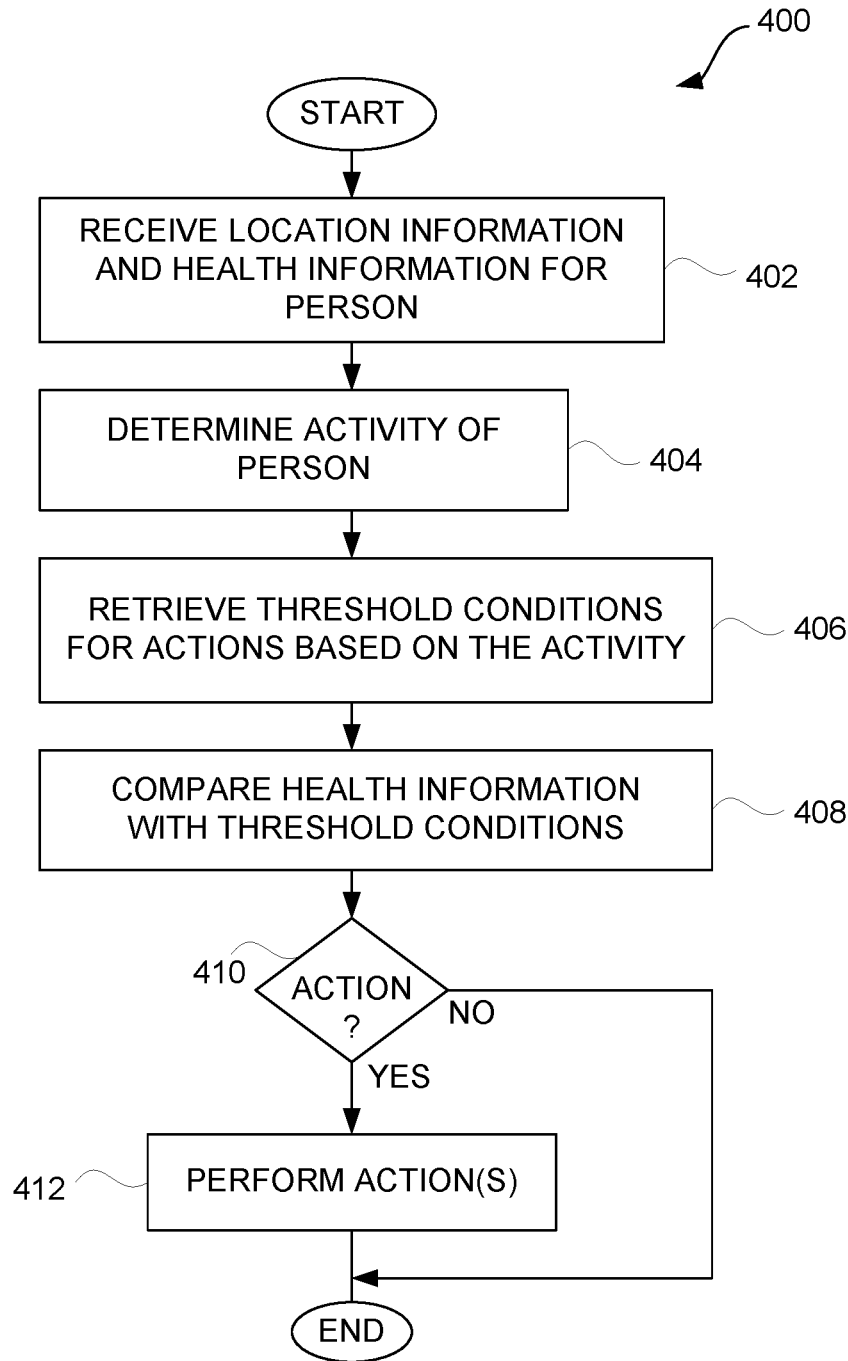 400
START
RECEIVE LOCATION INFORMATION
AND HEALTH INFORMATION FOR
PERSON
402
DETERMINE ACTIVITY OF
PERSON
404
RETRIEVE THRESHOLD CONDITIONS
FOR ACTIONS BASED ON THE ACTIVITY
406
COMPARE HEALTH INFORMATION
WITH THRESHOLD CONDITIONS
408
410
ACTION
?
NO
YES
412
PERFORM ACTION(S)
END